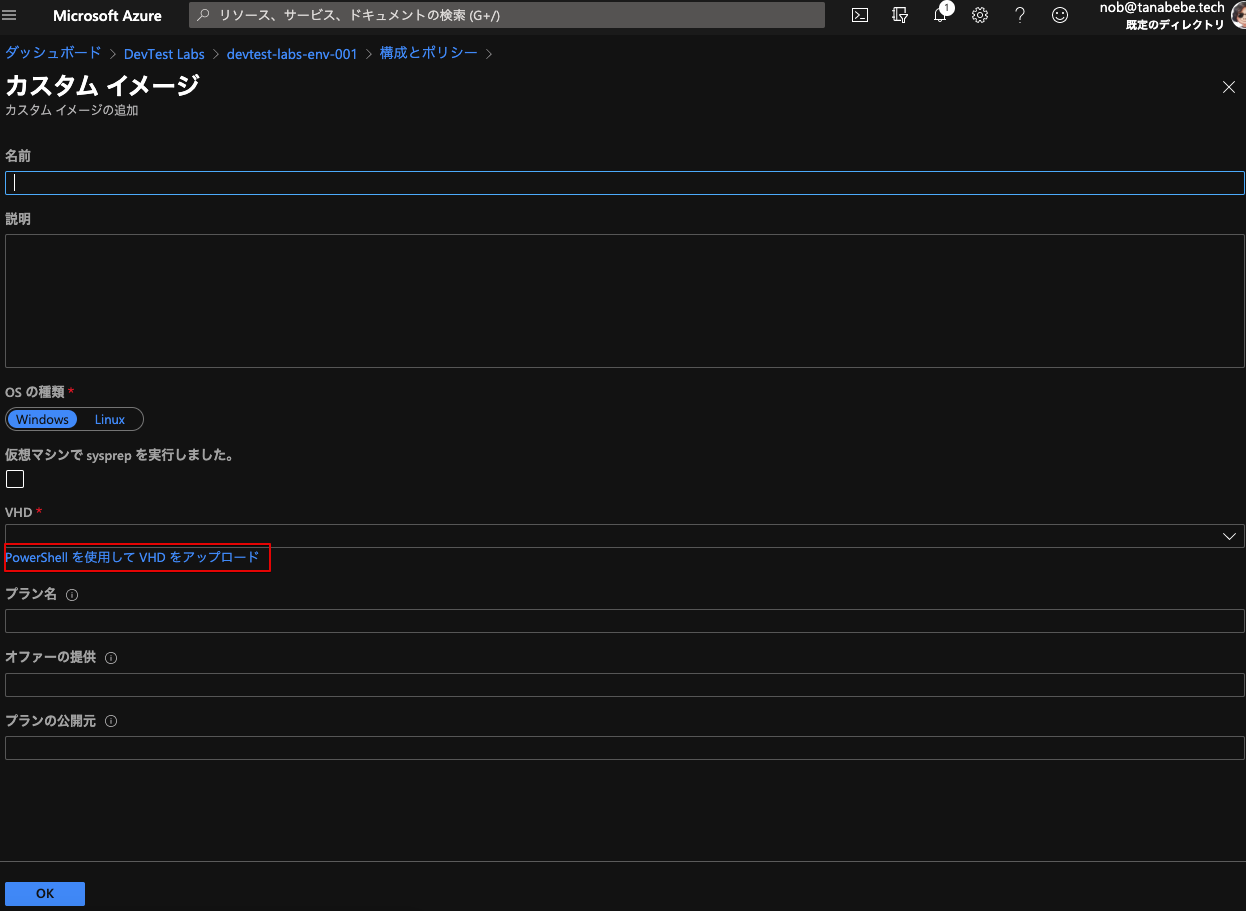 Microsoft Azure
リソース、サービス、ドキュメントの検索 (G+/)
1
nob@tanabebe.tech
既定のディレクトリ
ダッシュボード > DevTest Labs > devtest-labs-env-001 > 構成とポリシー >
カスタム イメージ
カスタム イメージの追加
名前
説明
OS の種類 *
Windows Linux
仮想マシンで sysprep を実行しました。
VHD *
PowerShell を使用して VHD をアップロード
プラン名
オファーの提供
プランの公開元
OK